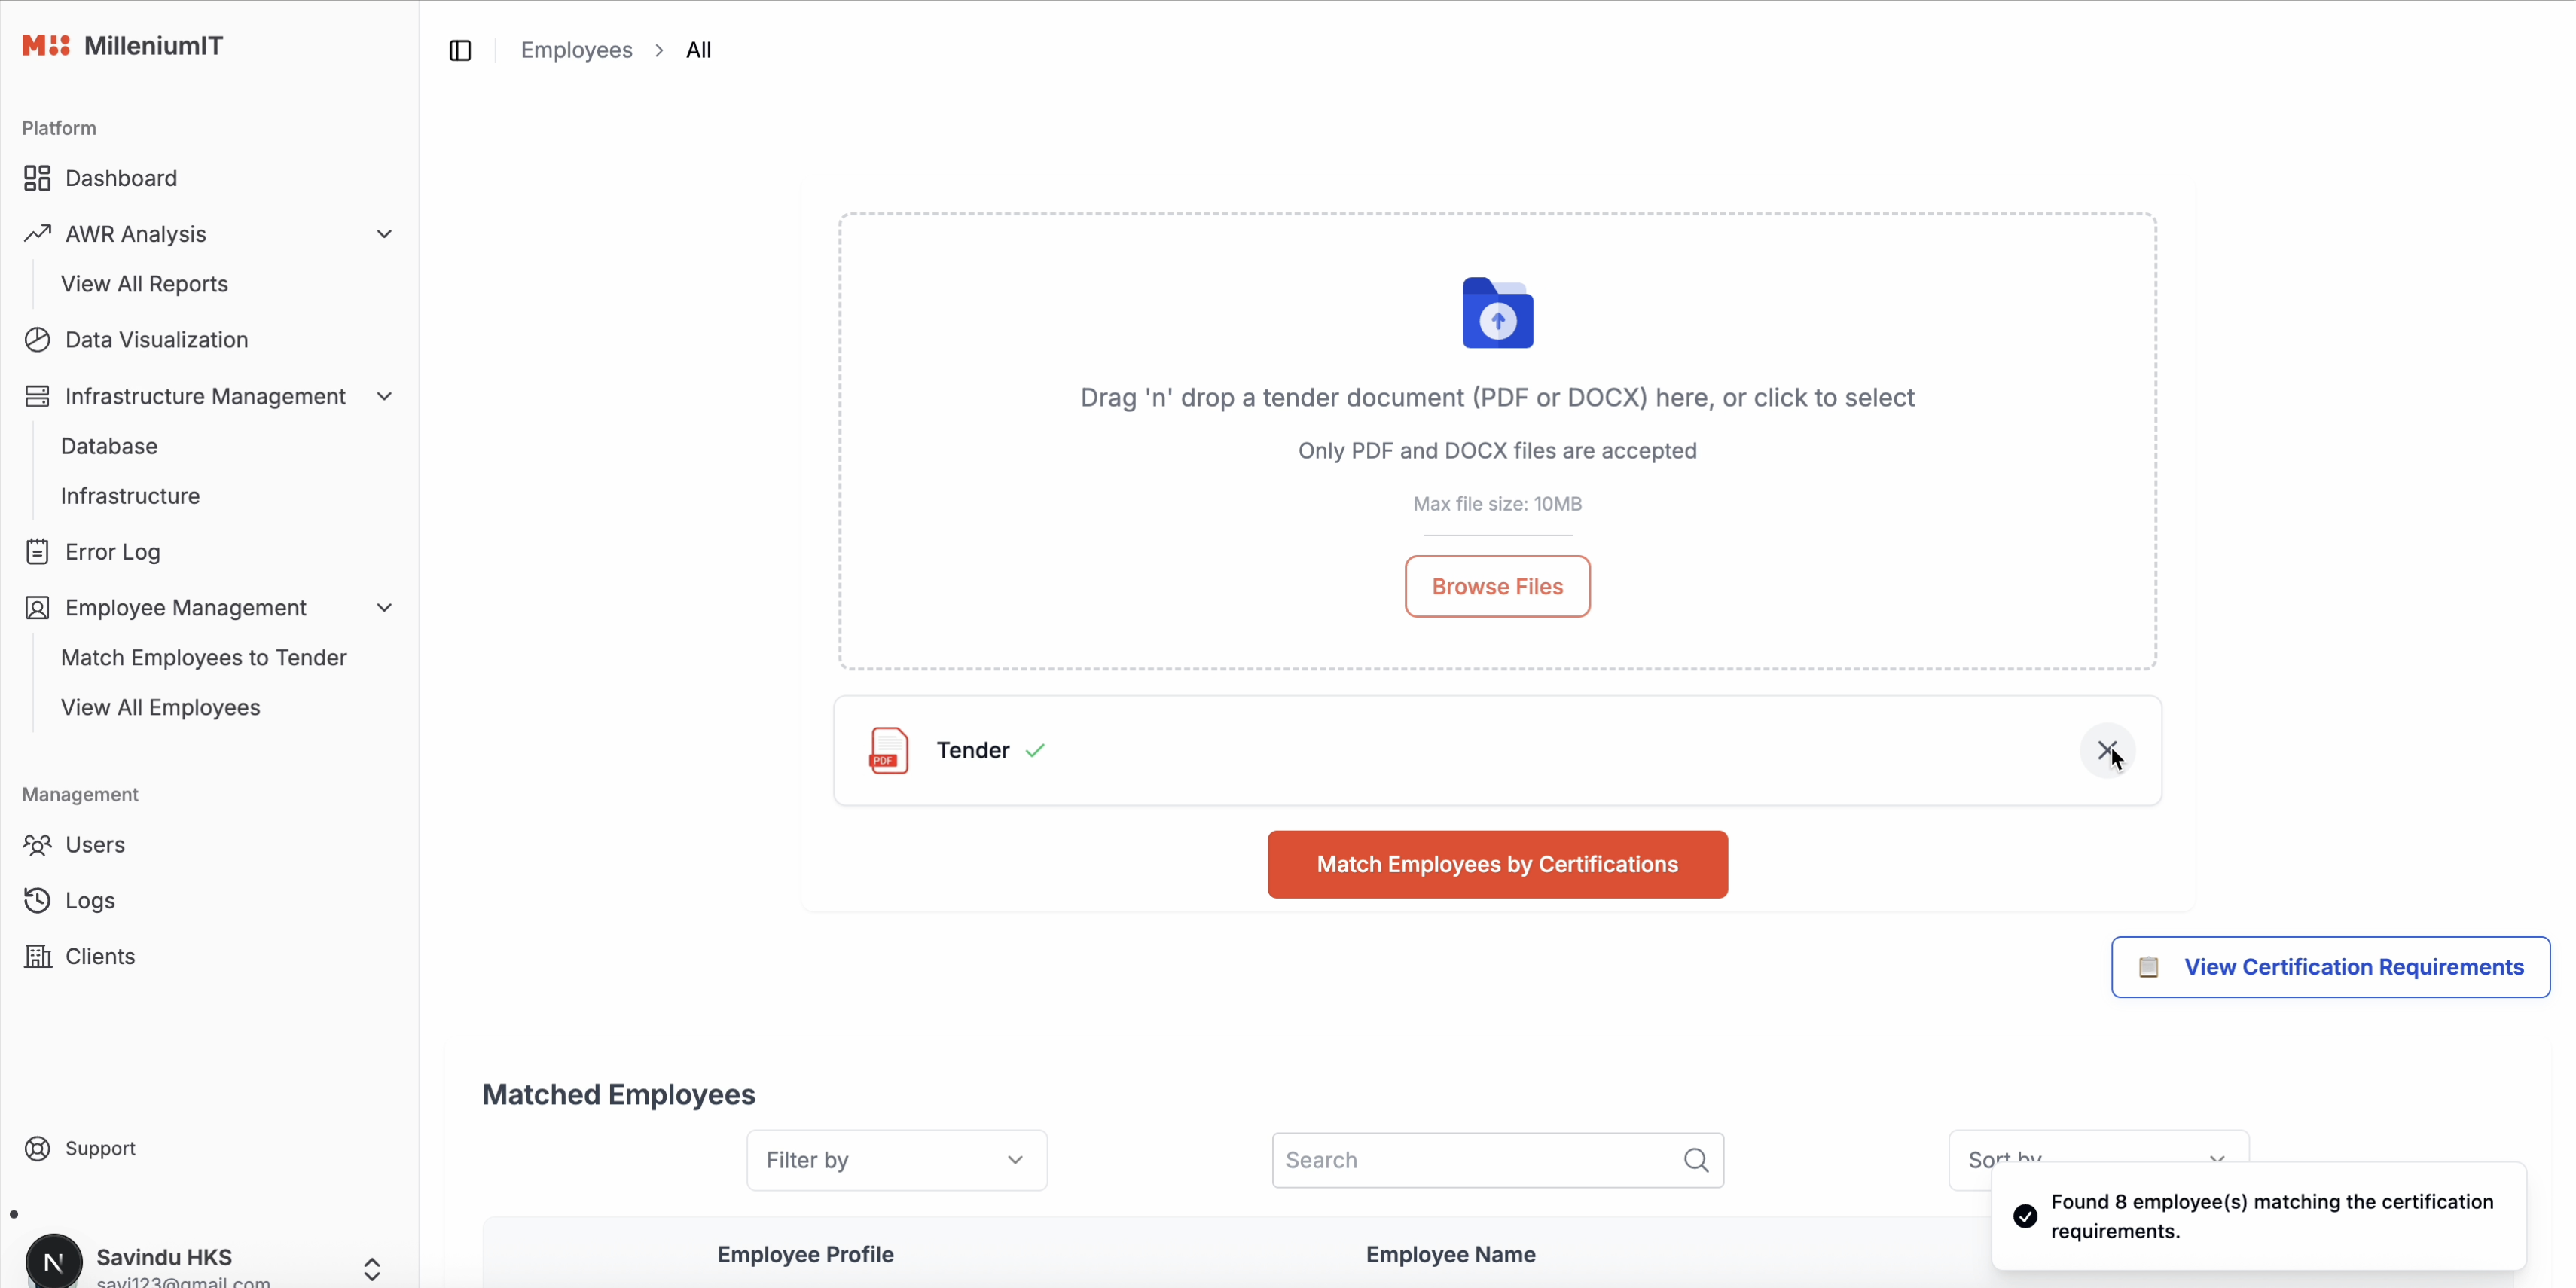 MilleniumIT
Employees > All
Platform
Dashboard
AWR Analysis
View All Reports
Data Visualization
Infrastructure Management
Database
Infrastructure
Error Log
Employee Management
Match Employees to Tender
View All Employees
Management
Users
Logs
Clients
Support
N
Savindu HKS
savi123@gmail.com
Drag 'n' drop a tender document (PDF or DOCX) here, or click to select
Only PDF and DOCX files are accepted
Max file size: 10MB
Browse Files
PDF
Tender
Match Employees by Certifications
View Certification Requirements
Matched Employees
Filter by
Search
Sort by
Employee Profile
Employee Name
Found 8 employee(s) matching the certification
requirements.